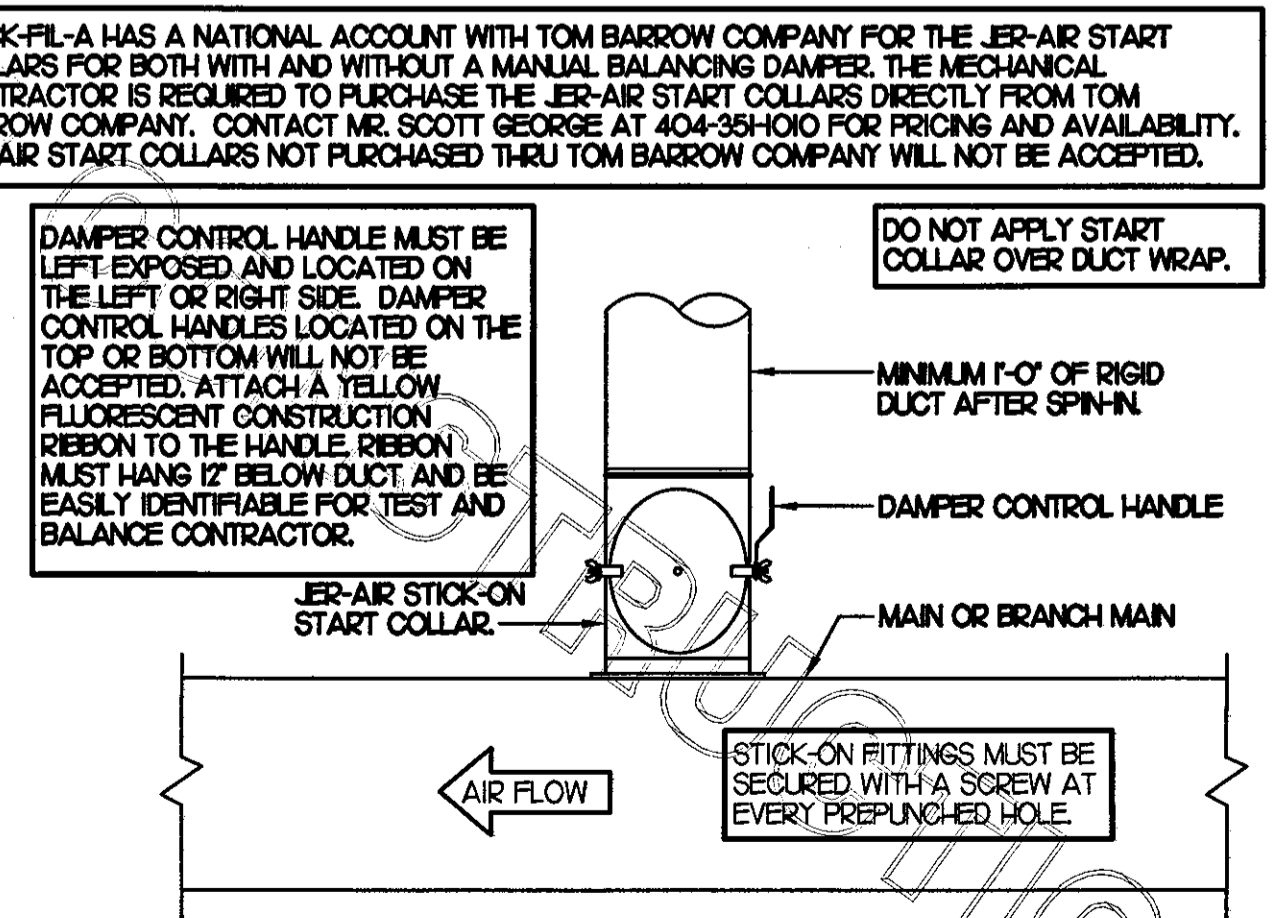 K-FIL-A HAS A NATIONAL ACCOUNT WITH TOM BARROW COMPANY FOR THE JER-AIR START
LARS FOR BOTH WITH AND WITHOUT A MANUAL BALANCING DAMPER. THE MECHANICAL
TRACTOR IS REQUIRED TO PURCHASE THE JER-AIR START COLLARS DIRECTLY FROM TOM
ROW COMPANY. CONTACT MR. SCOTT GEORGE AT 404-351-1010 FOR PRICING AND AVAILABILITY.
AIR START COLLARS NOT PURCHASED THRU TOM BARROW COMPANY WILL NOT BE ACCEPTED.
DAMPER CONTROL HANDLE MUST BE
LEFT EXPOSED AND LOCATED ON
THE LEFT OR RIGHT SIDE. DAMPER
CONTROL HANDLES LOCATED ON THE
TOP OR BOTTOM WILL NOT BE
ACCEPTED. ATTACH A YELLOW
FLUORESCENT CONSTRUCTION
RIBBON TO THE HANDLE. RIBBON
MUST HANG 12" BELOW DUCT AND BE
EASILY IDENTIFIABLE FOR TEST AND
BALANCE CONTRACTOR.
DO NOT APPLY START
COLLAR OVER DUCT WRAP.
MINIMUM 1'-0" OF RIGID
DUCT AFTER SPIN-IN.
DAMPER CONTROL HANDLE
JER-AIR STICK-ON
START COLLAR.
MAIN OR BRANCH MAIN
STICK-ON FITTINGS MUST BE
SECURED WITH A SCREW AT
EVERY PREPUNCHED HOLE.
AIR FLOW